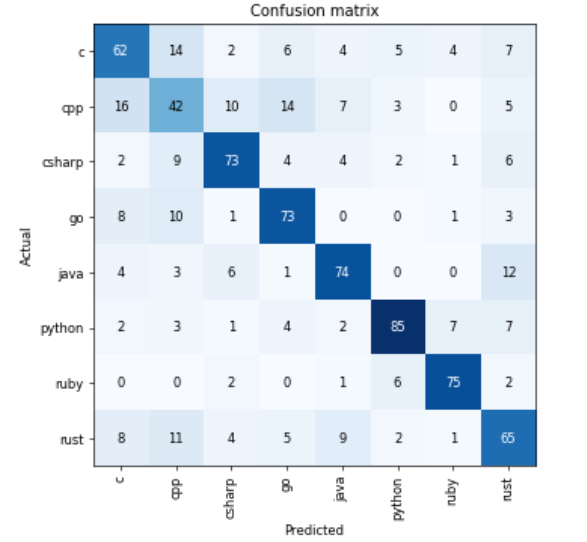 Confusion matrix
c 62 14 2 6 4 5 4 7
cpp 16 42 10 14 7 3 0 5
csharp 2 9 73 4 4 2 1 6
go 8 10 1 73 0 0 1 3
java 4 3 6 1 74 0 0 12
python 2 3 1 4 2 85 7 7
ruby 0 0 2 0 1 6 75 2
rust 8 11 4 5 9 2 1 65
Actual
c cpp csharp go java python ruby rust
Predicted